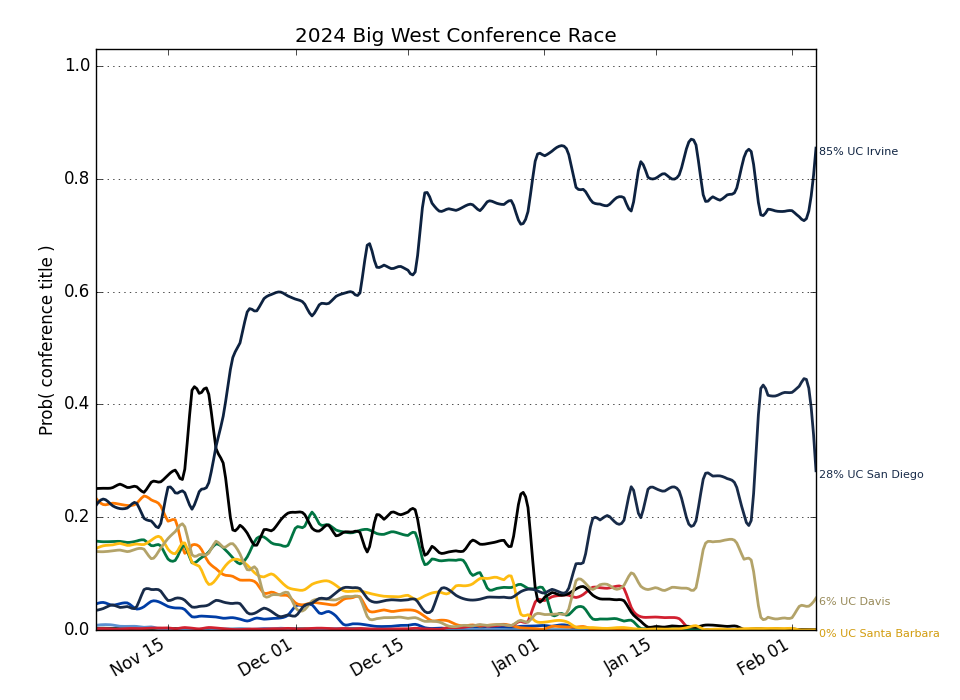 2024 Big West Conference Race
Prob( conference title )
1.0
0.8
0.6
0.4
0.2
0.0
85% UC Irvine
28% UC San Diego
6% UC Davis
0% UC Santa Barbara
Nov 15
Dec 01
Dec 15
Jan 01
Jan 15
Feb 01